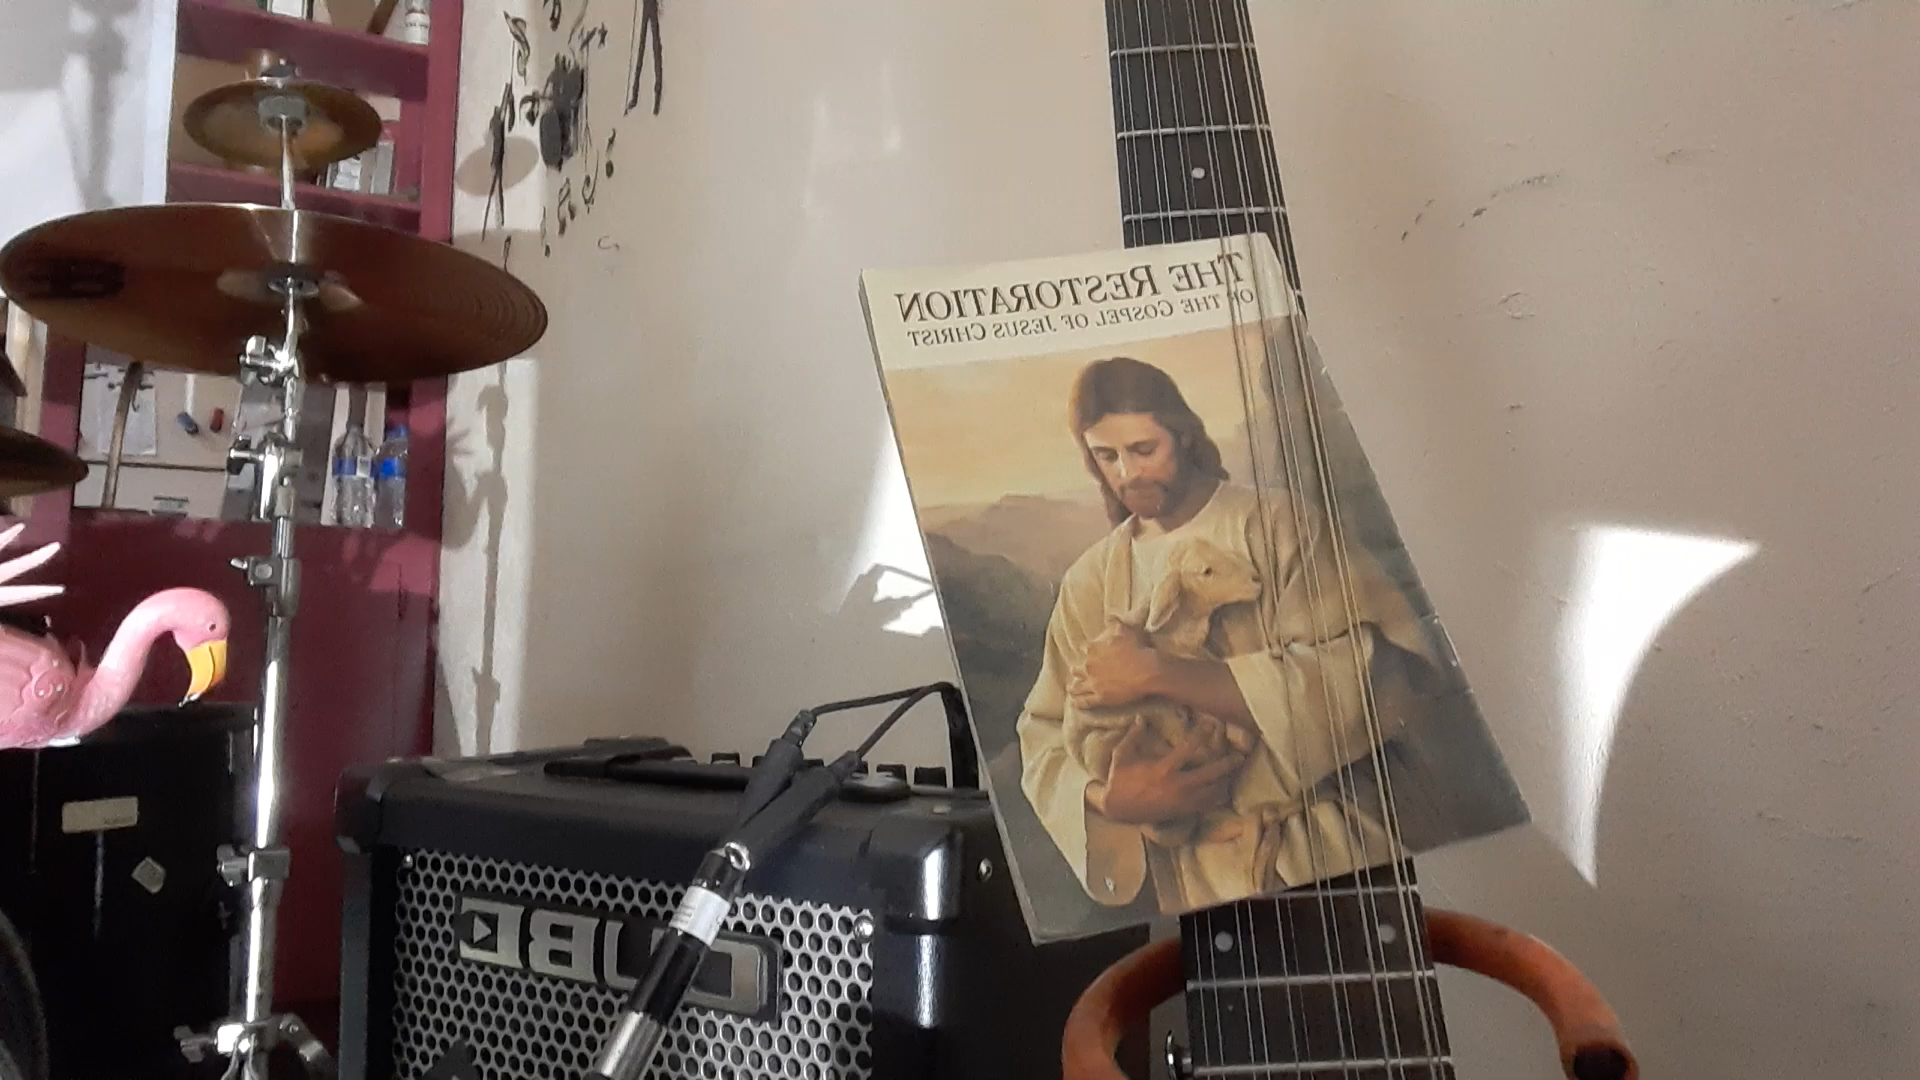 THE RESTORATION
OF THE GOSPEL OF JESUS CHRIST
CUBE